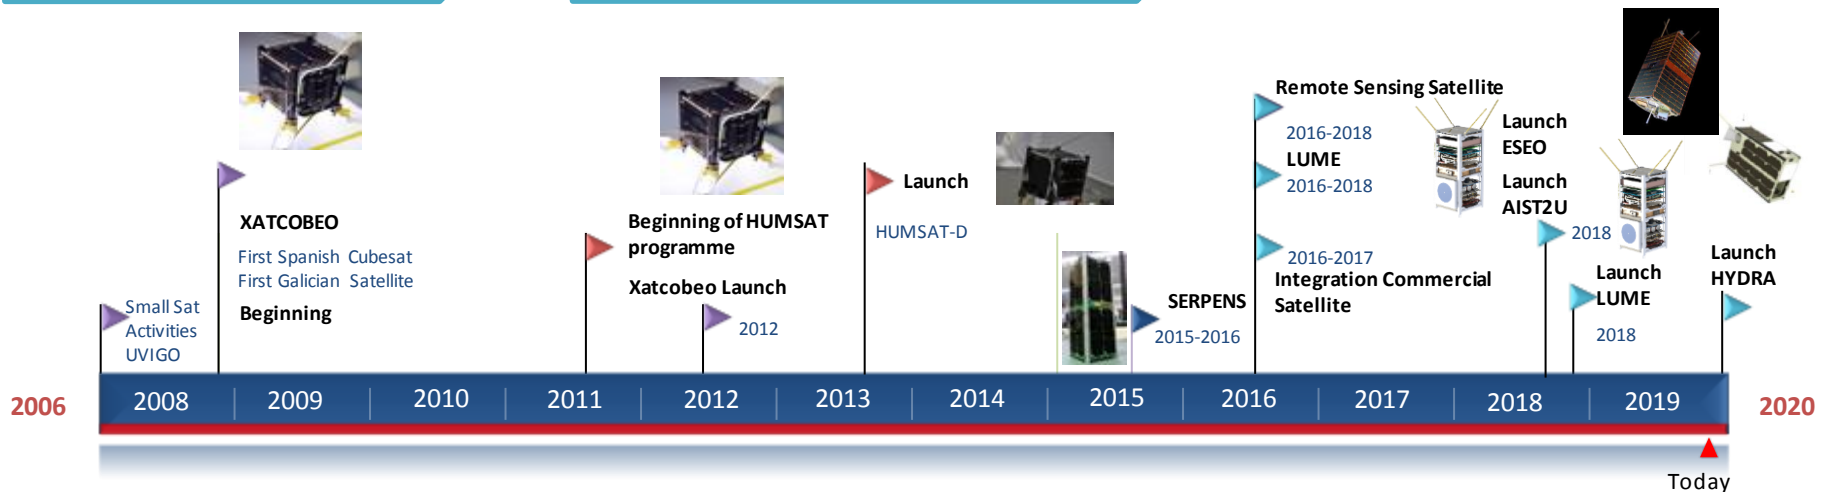 Small Sat
Activities
UVIGO
XATCOBEO
First Spanish Cubesat
First Galician Satellite
Beginning
Beginning of HUMSAT
programme
Xatcobeo Launch
2012
Launch
HUMSAT-D
SERPENS
2015-2016
Remote Sensing Satellite
2016-2018
LUME
2016-2018
2016-2017
Integration Commercial
Satellite
Launch
ESEO
Launch
AIST2U
2018
Launch
LUME
2018
Launch
HYDRA
2006
2008
2009
2010
2011
2012
2013
2014
2015
2016
2017
2018
2019
2020
Today